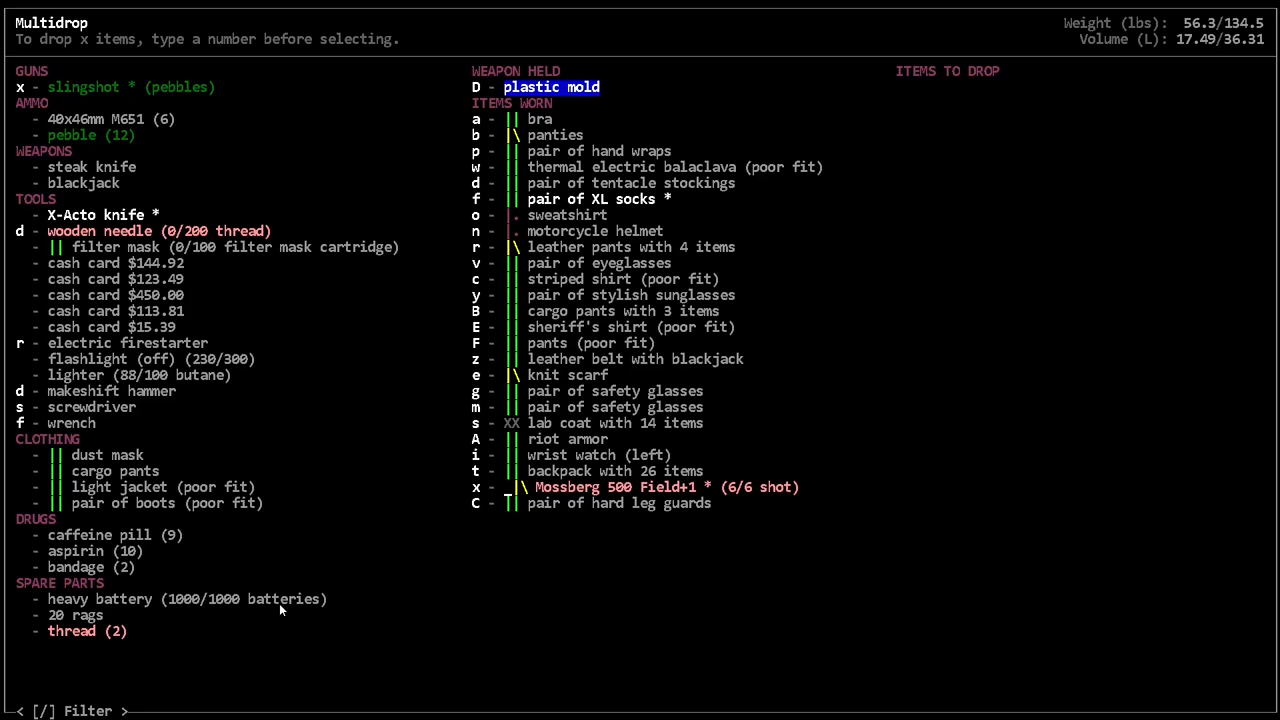 Multidrop
To drop x items, type a number before selecting.
Weight (lbs): 56.3/134.5
Volume (L): 17.49/36.31
GUNS
x - slingshot * (pebbles)
AMMO
- 40x46mm M651 (6)
- pebble (12)
WEAPONS
- steak knife
- blackjack
TOOLS
- X-Acto knife *
d - wooden needle (0/200 thread)
- || filter mask (0/100 filter mask cartridge)
- cash card $144.92
- cash card $123.49
- cash card $450.00
- cash card $113.81
- cash card $15.39
r - electric firestarter
- flashlight (off) (230/300)
- lighter (88/100 butane)
d - makeshift hammer
s - screwdriver
f - wrench
CLOTHING
- || dust mask
- || cargo pants
- || light jacket (poor fit)
- || pair of boots (poor fit)
DRUGS
- caffeine pill (9)
- aspirin (10)
- bandage (2)
SPARE PARTS
- heavy battery (1000/1000 batteries)
- 20 rags
- thread (2)
WEAPON HELD
D - plastic mold
ITEMS WORN
a - || bra
b - |\ panties
p - || pair of hand wraps
w - || thermal electric balaclava (poor fit)
d - || pair of tentacle stockings
f - || pair of XL socks *
o - |. sweatshirt
n - |. motorcycle helmet
r - |\ leather pants with 4 items
v - || pair of eyeglasses
c - || striped shirt (poor fit)
y - || pair of stylish sunglasses
B - || cargo pants with 3 items
E - || sheriff's shirt (poor fit)
F - || pants (poor fit)
z - || leather belt with blackjack
e - |\ knit scarf
g - || pair of safety glasses
m - || pair of safety glasses
s - XX lab coat with 14 items
A - || riot armor
i - || wrist watch (left)
t - || backpack with 26 items
x - _|\ Mossberg 500 Field+1 * (6/6 shot)
C - || pair of hard leg guards
ITEMS TO DROP
< [/] Filter >